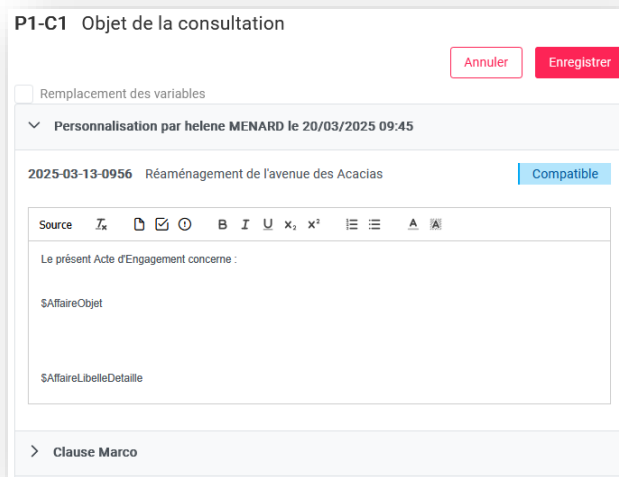 P1-C1 Objet de la consultation
Annuler Enregistrer
Remplacement des variables
Personnalisation par helene MENARD le 20/03/2025 09:45
2025-03-13-0956 Réaménagement de l'avenue des Acacias Compatible
Source Tx B I U x₂ x² A A
Le présent Acte d'Engagement concerne :
$AffaireObjet
$AffaireLibelleDetaille
Clause Marco